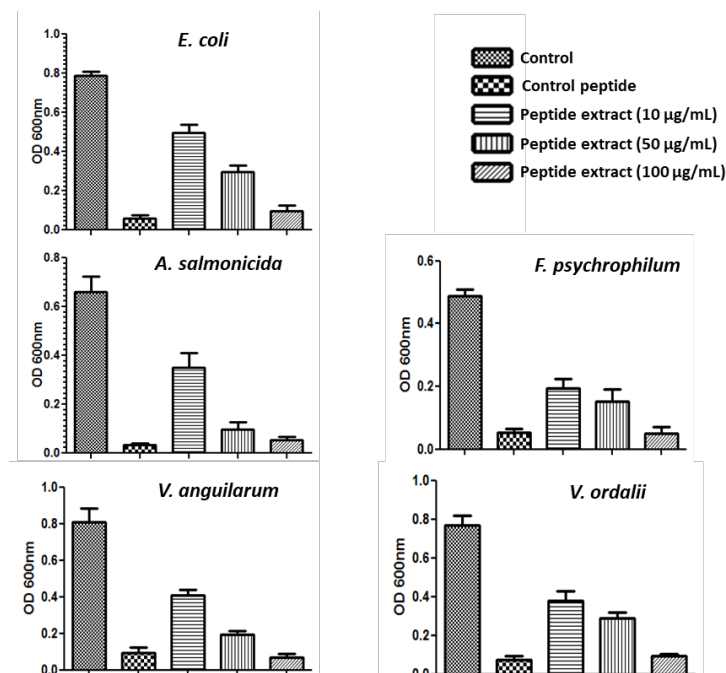 E. coli
1.0
0.8
0.6
0.4
0.2
0.0
OD 600nm
Control
Control peptide
Peptide extract (10 µg/mL)
Peptide extract (50 µg/mL)
Peptide extract (100 µg/mL)
A. salmonicida
0.8
0.6
0.4
0.2
0.0
OD 600nm
F. psychrophilum
0.6
0.4
0.2
0.0
OD 600nm
V. anguilarum
1.0
0.8
0.6
0.4
0.2
0.0
OD 600nm
V. ordalii
1.0
0.8
0.6
0.4
0.2
0.0
OD 600nm